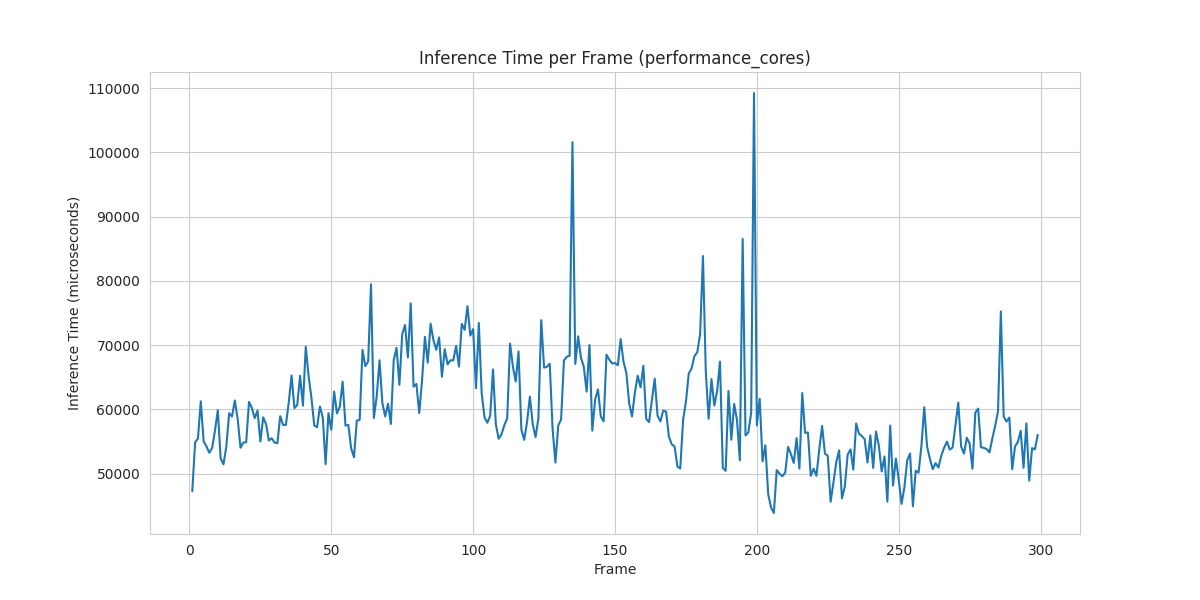 Inference Time per Frame (performance_cores)
110000
100000
90000
80000
70000
60000
50000
Inference Time (microseconds)
0 50 100 150 200 250 300
Frame